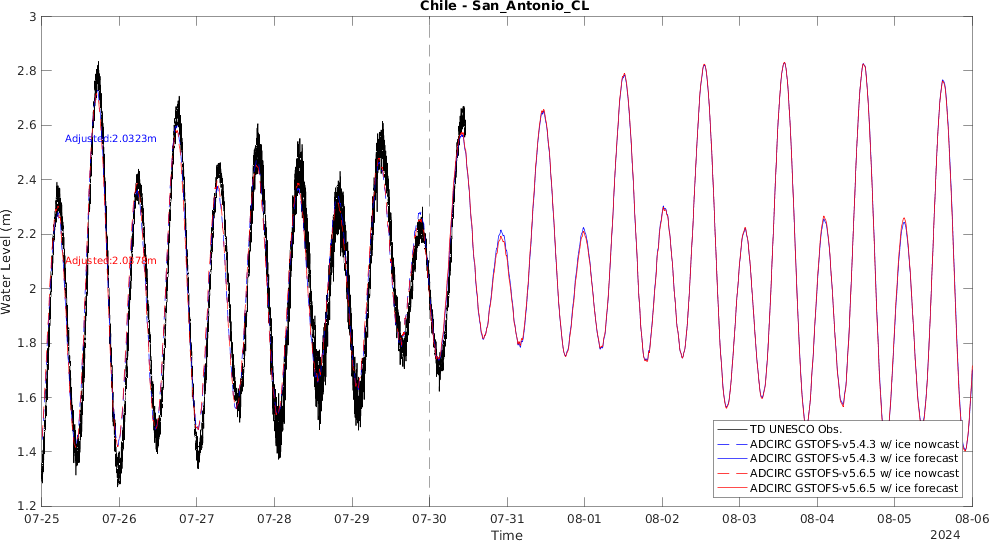 Chile - San_Antonio_CL
Water Level (m)
3
2.8
2.6
2.4
2.2
2
1.8
1.6
1.4
1.2
Adjusted:2.0323m
Adjusted:2.0378m
TD UNESCO Obs.
ADCIRC GSTOFS-v5.4.3 w/ ice nowcast
ADCIRC GSTOFS-v5.4.3 w/ ice forecast
ADCIRC GSTOFS-v5.6.5 w/ ice nowcast
ADCIRC GSTOFS-v5.6.5 w/ ice forecast
07-25 07-26 07-27 07-28 07-29 07-30 07-31 08-01 08-02 08-03 08-04 08-05 08-06
Time
2024